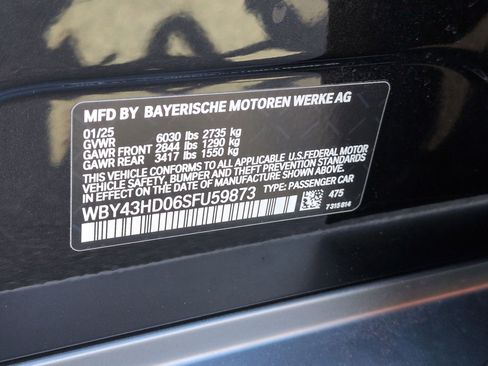 MFD BY BAYERISCHE MOTOREN WERKE AG
01/25
GVWR 6030 lbs 2735 kg
GAWR FRONT 2844 lbs 1290 kg
GAWR REAR 3417 lbs 1550 kg
THIS VEHICLE CONFORMS TO ALL APPLICABLE U.S.FEDERAL MOTOR
VEHICLE SAFETY, BUMPER, AND THEFT PREVENTION STANDARDS
IN EFFECT ON THE DATE OF MANUFACTURE SHOWN ABOVE.
WBY43HD06SFU59873 TYPE: PASSENGER CAR
475
7315814